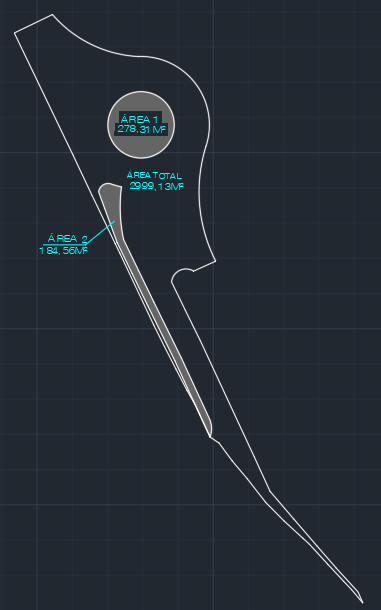 ÁREA 1
278,31 M²
ÁREA TOTAL
2999,13M²
ÁREA 2
184,56M²